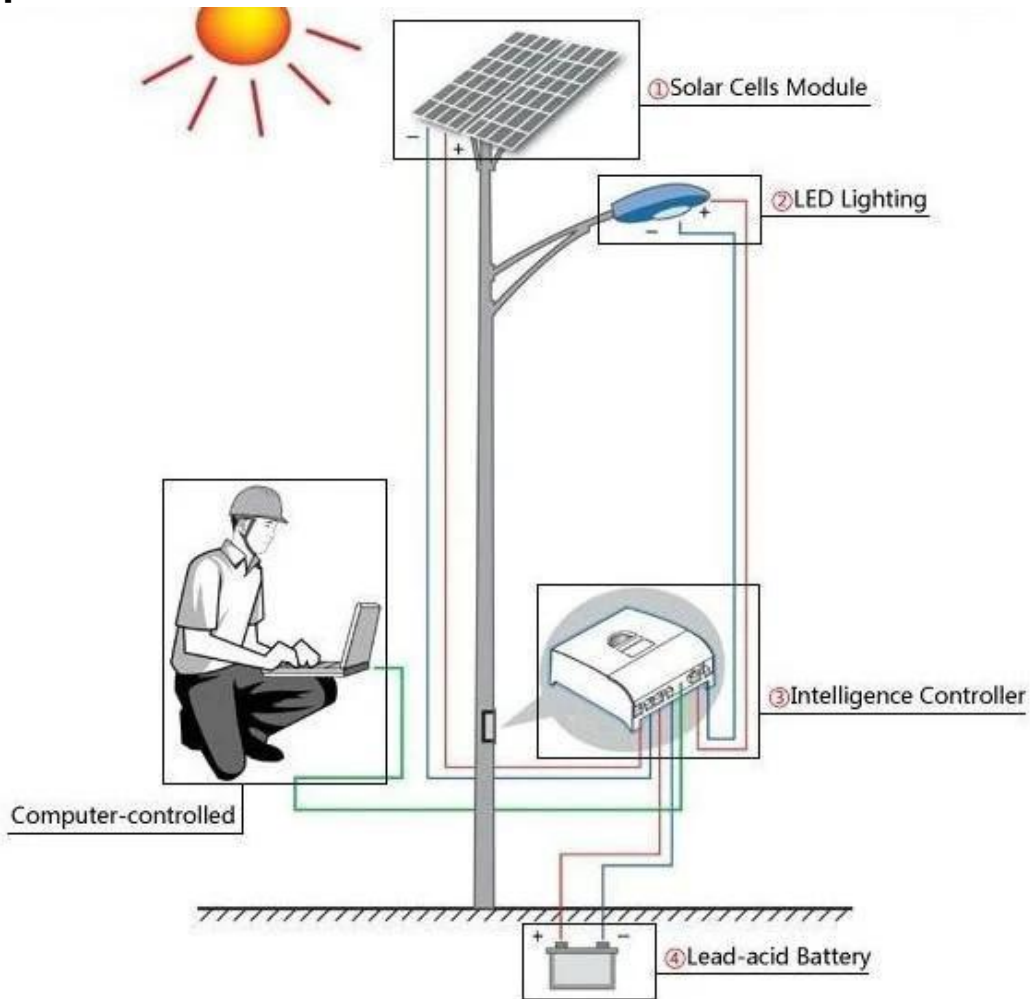 ①Solar Cells Module
− +
②LED Lighting
+
−
③Intelligence Controller
Computer-controlled
+ −
④Lead-acid Battery